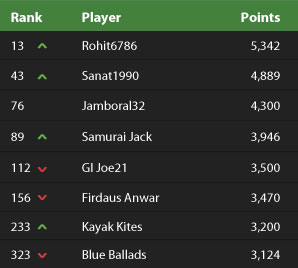 Rank Player Points
13 Rohit6786 5,342
43 Sanat1990 4,889
76 Jamboral32 4,300
89 Samurai Jack 3,946
112 GI Joe21 3,500
156 Firdaus Anwar 3,470
233 Kayak Kites 3,200
323 Blue Ballads 3,124